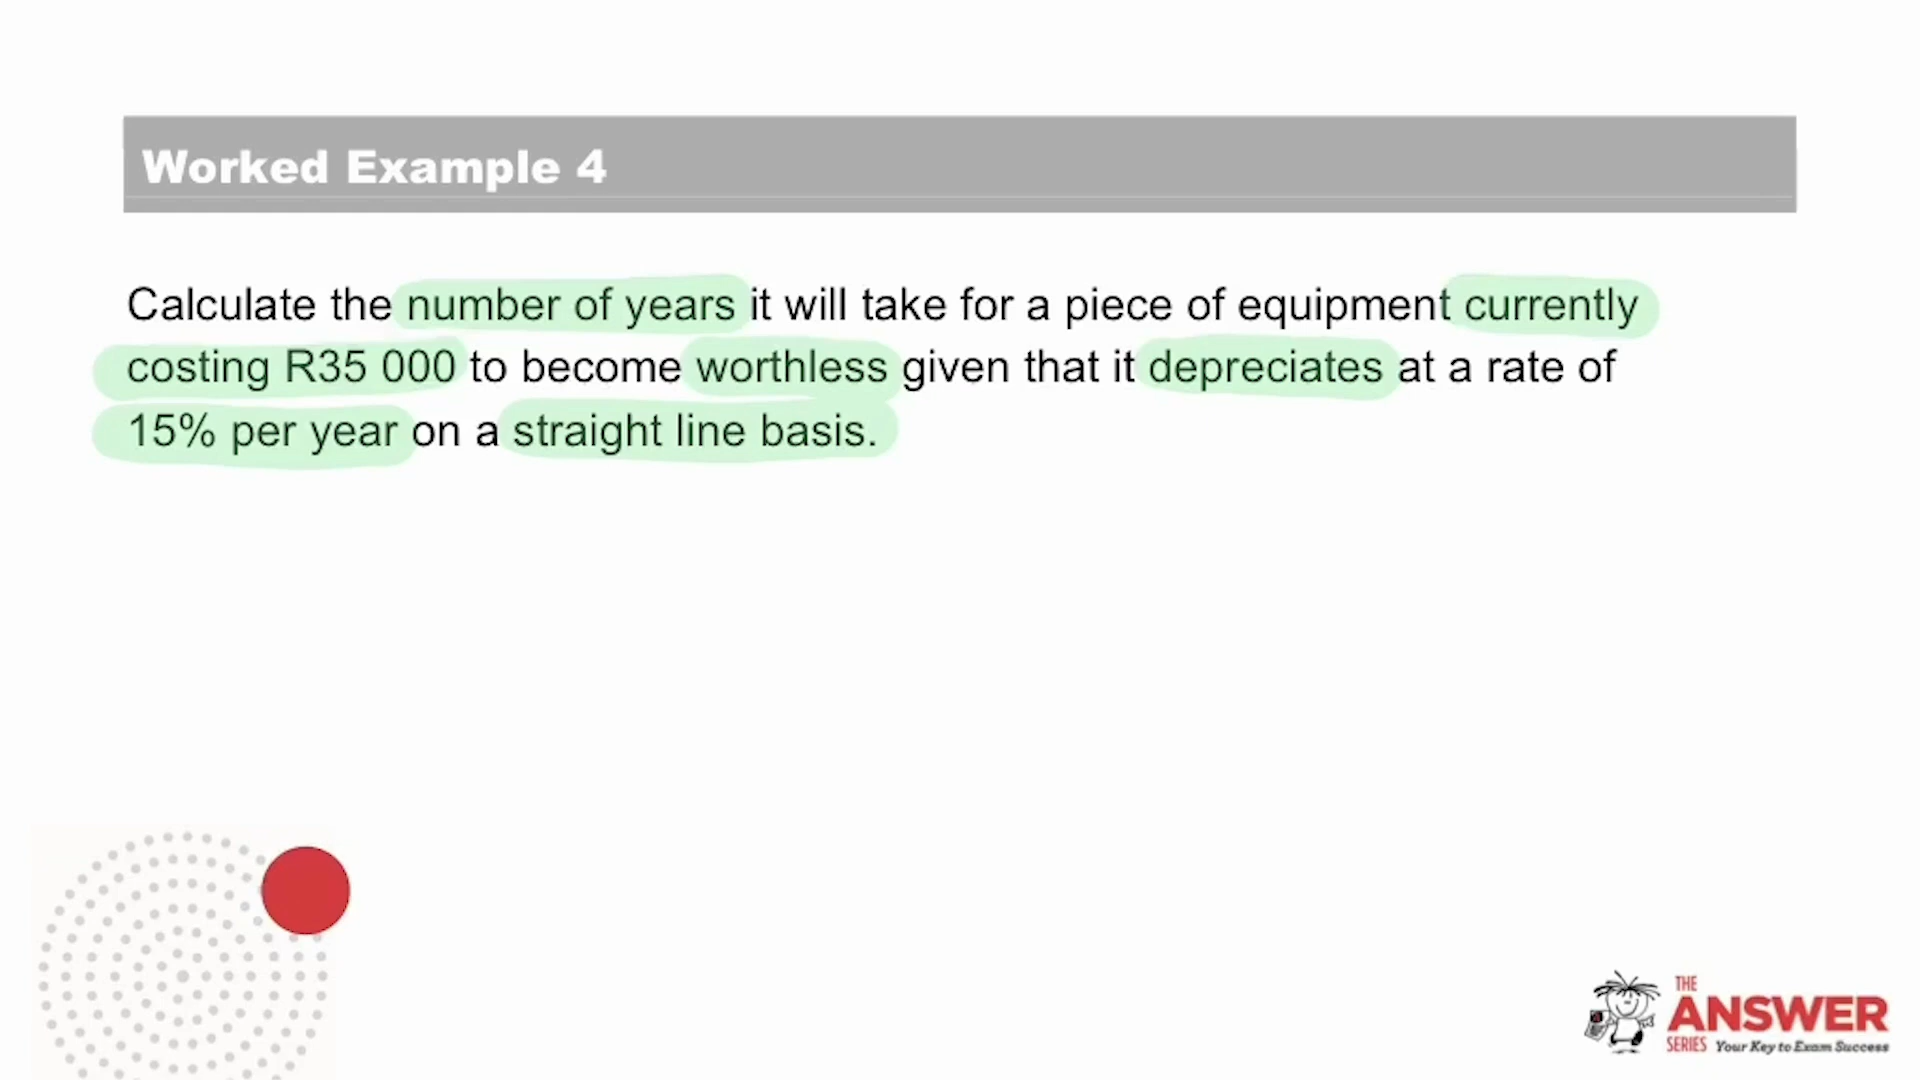 Worked Example 4
Calculate the number of years it will take for a piece of equipment currently
costing R35 000 to become worthless given that it depreciates at a rate of
15% per year on a straight line basis.
THE
ANSWER
SERIES Your Key to Exam Success